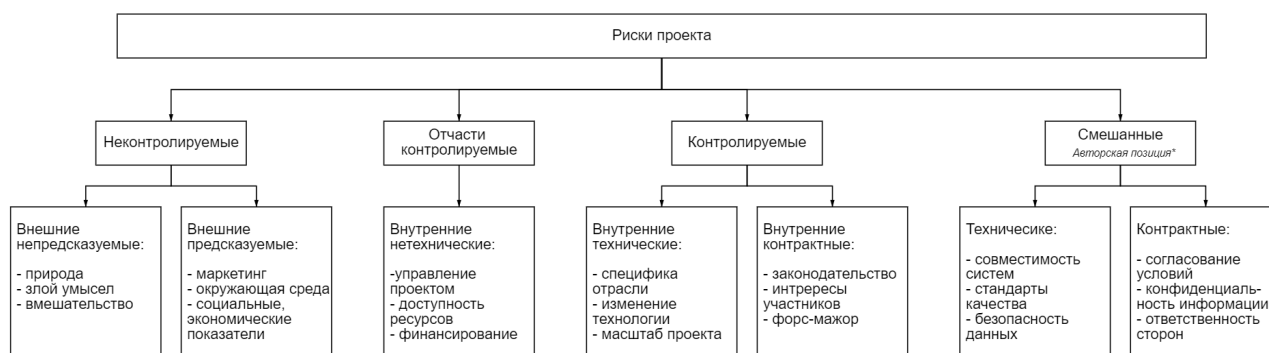 Риски проекта
Неконтролируемые
Отчасти
контролируемые
Контролируемые
Смешанные
Авторская позиция*
Внешние
непредсказуемые:
- природа
- злой умысел
- вмешательство
Внешние
предсказуемые:
- маркетинг
- окружающая среда
- социальные,
экономические
показатели
Внутренние
нетехнические:
-управление
проектом
- доступность
ресурсов
- финансирование
Внутренние
технические:
- специфика
отрасли
- изменение
технологии
- масштаб проекта
Внутренние
контрактные:
- законодательство
- интрересы
участников
- форс-мажор
Техничесике:
- совместимость
систем
- стандарты
качества
- безопасность
данных
Контрактные:
- согласование
условий
- конфиденциаль-
ность информации
- ответственность
сторон